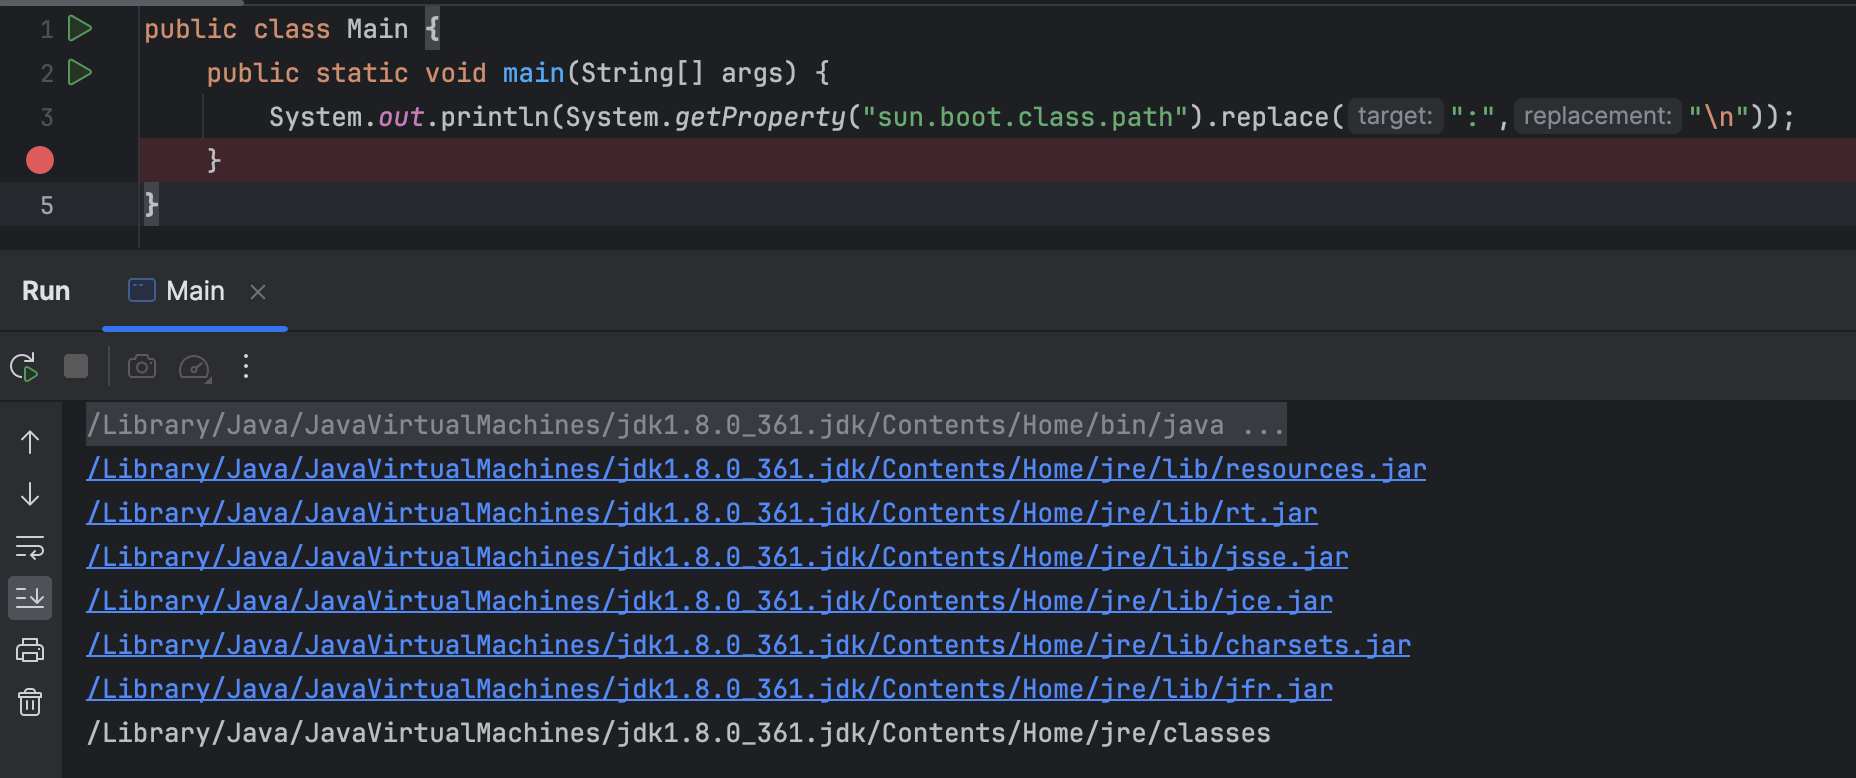 1 public class Main {
2 public static void main(String[] args) {
3 System.out.println(System.getProperty("sun.boot.class.path").replace( target: ":", replacement: "\n"));
}
5 }
Run Main
/Library/Java/JavaVirtualMachines/jdk1.8.0_361.jdk/Contents/Home/bin/java ...
/Library/Java/JavaVirtualMachines/jdk1.8.0_361.jdk/Contents/Home/jre/lib/resources.jar
/Library/Java/JavaVirtualMachines/jdk1.8.0_361.jdk/Contents/Home/jre/lib/rt.jar
/Library/Java/JavaVirtualMachines/jdk1.8.0_361.jdk/Contents/Home/jre/lib/jsse.jar
/Library/Java/JavaVirtualMachines/jdk1.8.0_361.jdk/Contents/Home/jre/lib/jce.jar
/Library/Java/JavaVirtualMachines/jdk1.8.0_361.jdk/Contents/Home/jre/lib/charsets.jar
/Library/Java/JavaVirtualMachines/jdk1.8.0_361.jdk/Contents/Home/jre/lib/jfr.jar
/Library/Java/JavaVirtualMachines/jdk1.8.0_361.jdk/Contents/Home/jre/classes